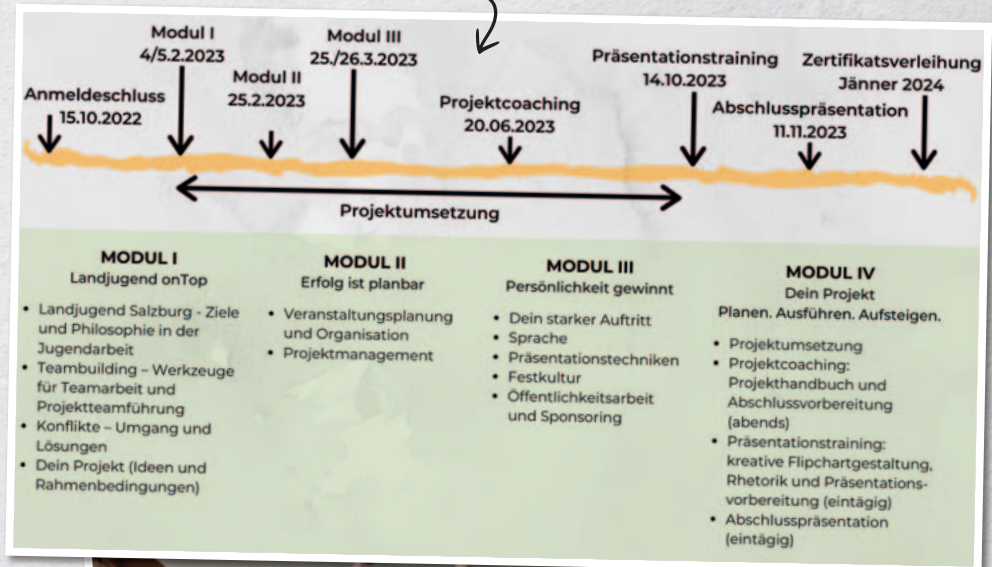 Modul I
4/5.2.2023
Modul III
25./26.3.2023
Präsentationstraining
14.10.2023
Zertifikatsverleihung
Jänner 2024
Anmeldeschluss
15.10.2022
Modul II
25.2.2023
Projektcoaching
20.06.2023
Abschlusspräsentation
11.11.2023
Projektumsetzung
MODUL I
Landjugend onTop
• Landjugend Salzburg - Ziele
und Philosophie in der
Jugendarbeit
• Teambuilding – Werkzeuge
für Teamarbeit und
Projektteamführung
• Konflikte – Umgang und
Lösungen
• Dein Projekt (Ideen und
Rahmenbedingungen)
MODUL II
Erfolg ist planbar
• Veranstaltungsplanung
und Organisation
• Projektmanagement
MODUL III
Persönlichkeit gewinnt
• Dein starker Auftritt
• Sprache
• Präsentationstechniken
• Festkultur
• Öffentlichkeitsarbeit
und Sponsoring
MODUL IV
Dein Projekt
Planen. Ausführen. Aufsteigen.
• Projektumsetzung
• Projektcoaching:
Projekthandbuch und
Abschlussvorbereitung
(abends)
• Präsentationstraining:
kreative Flipchartgestaltung,
Rhetorik und Präsentations-
vorbereitung (eintägig)
• Abschlusspräsentation
(eintägig)